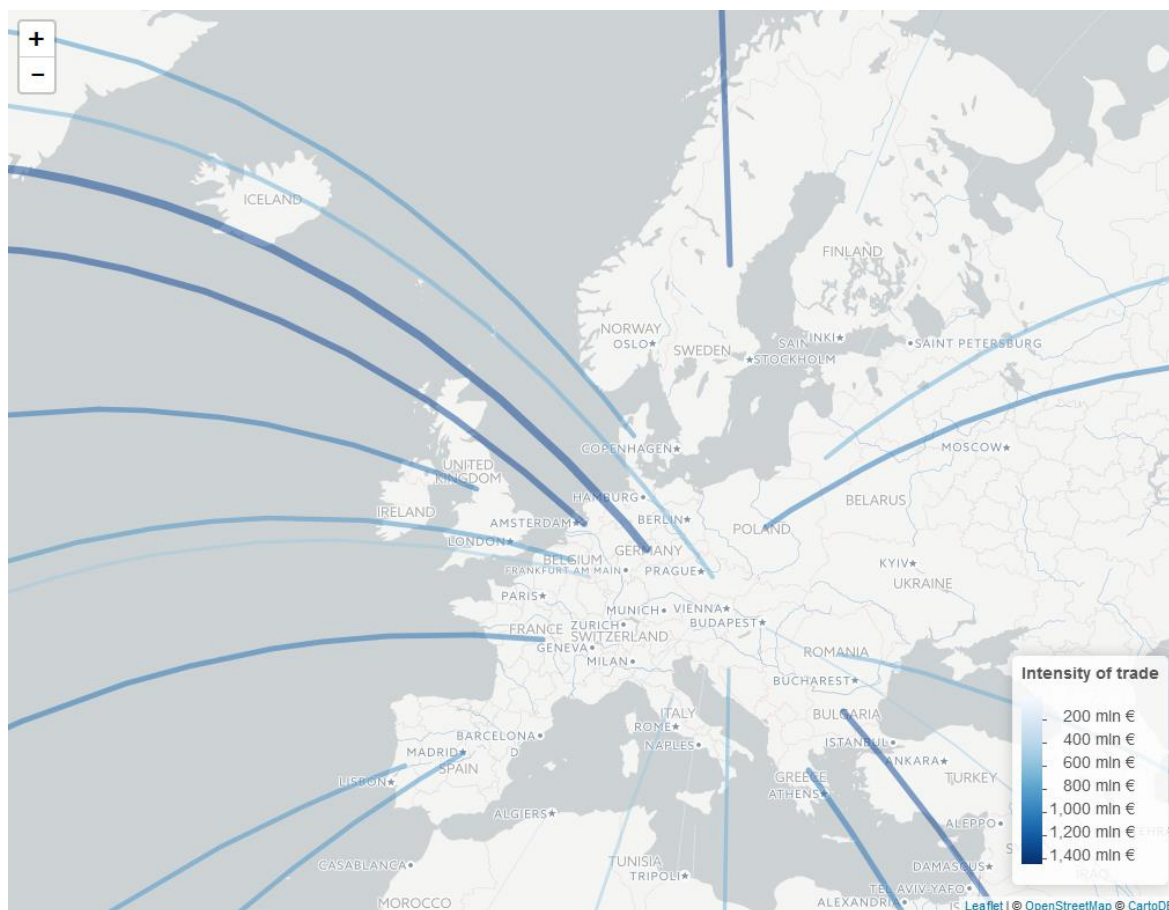 +
−
ICELAND
FINLAND
NORWAY
OSLO
SWEDEN
INKI
SAINT PETERSBURG
STOCKHOLM
COPENHAGEN
MOSCOW
UNITED
KINGDOM
HAMBURG
BELARUS
IRELAND
AMSTERDAM
BERLIN
POLAND
LONDON
GERMANY
BELGIUM
FRANKFURT AM MAIN
PRAGUE
KYIV
UKRAINE
PARIS
MUNICH
VIENNA
BUDAPEST
FRANCE
ZÜRICH
SWITZERLAND
GENEVA
MILAN
ROMANIA
BUCHAREST
Intensity of trade
200 mln €
400 mln €
600 mln €
800 mln €
1,000 mln €
1,200 mln €
1,400 mln €
ITALY
BULGARIA
ROME
BARCELONA
ISTANBUL
NAPLES
MADRID
D
ANKARA
SPAIN
GREECE
TURKEY
LISBON
ATHENS
ALGIERS
ALEPPO
TUNISIA
CASABLANCA
TRIPOLI
DAMASCUS
IRAQ
TEL AVIV-YAFO
MOROCCO
ALEXANDRIA
Leaflet | © OpenStreetMap © CartoDB